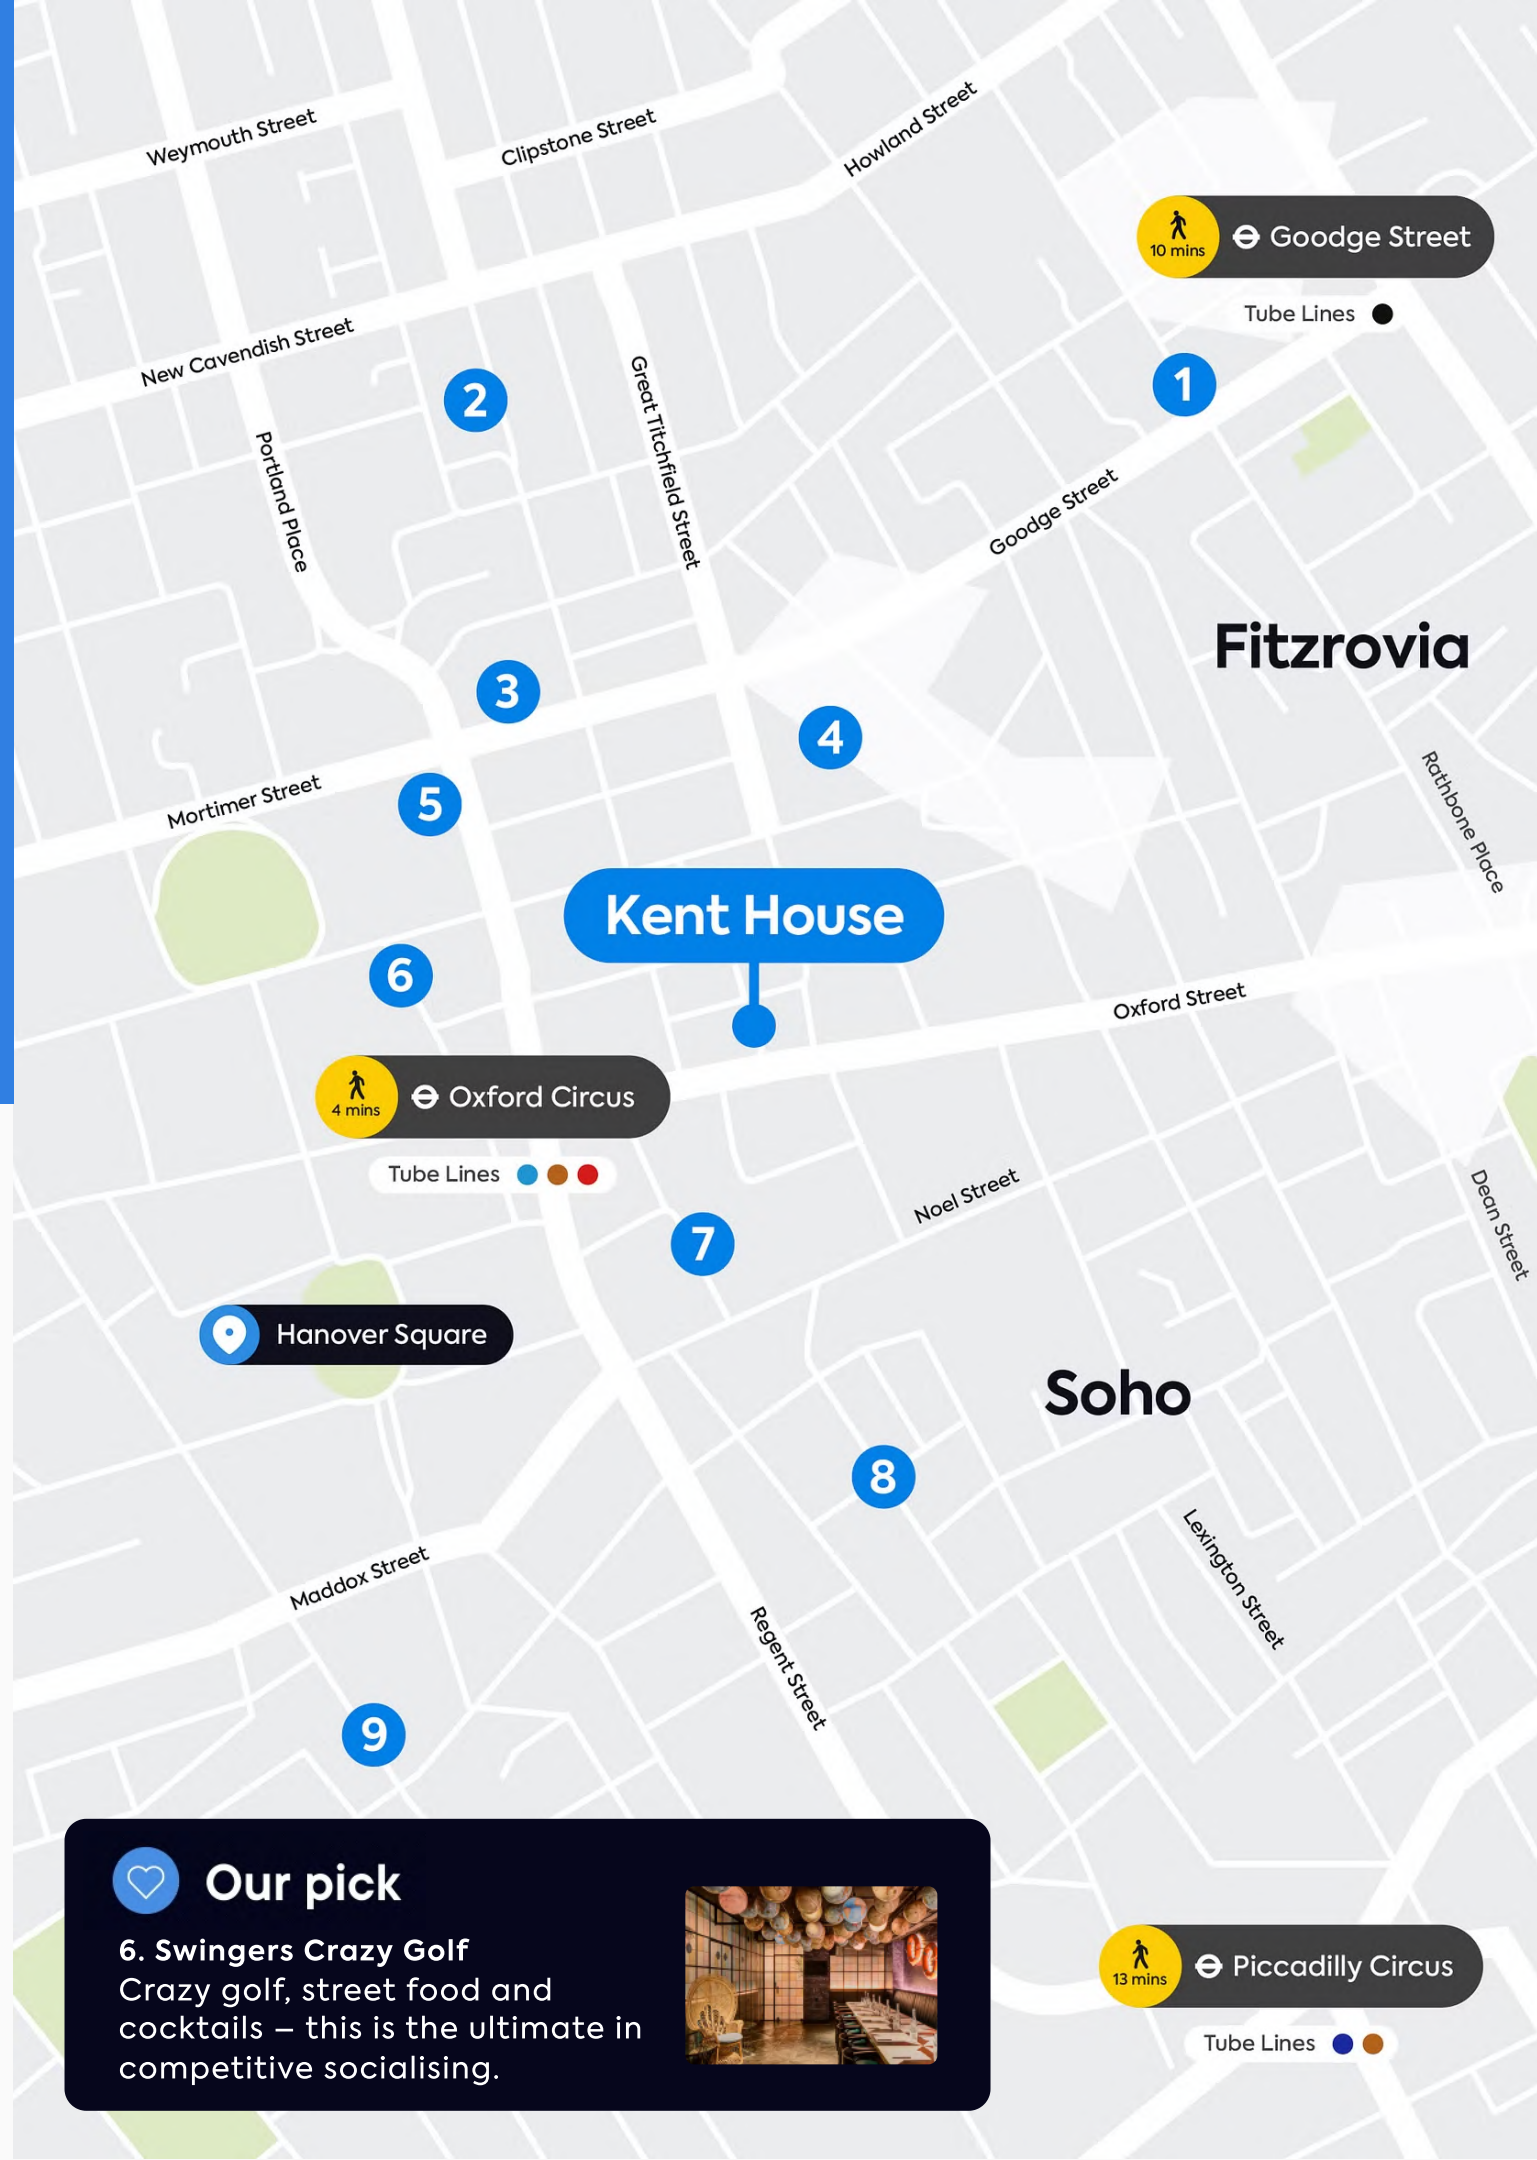 Weymouth Street
Clipstone Street
Howland Street
10 mins
Goodge Street
Tube Lines
New Cavendish Street
1
2
Great Titchfield Street
Portland Place
Goodge Street
Fitzrovia
3
4
Rathbone Place
Mortimer Street
5
Kent House
6
Oxford Street
4 mins
Oxford Circus
Tube Lines
Noel Street
Dean Street
7
Hanover Square
Soho
8
Lexington Street
Maddox Street
Regent Street
9
Our pick
6. Swingers Crazy Golf
Crazy golf, street food and
cocktails – this is the ultimate in
competitive socialising.
13 mins
Piccadilly Circus
Tube Lines